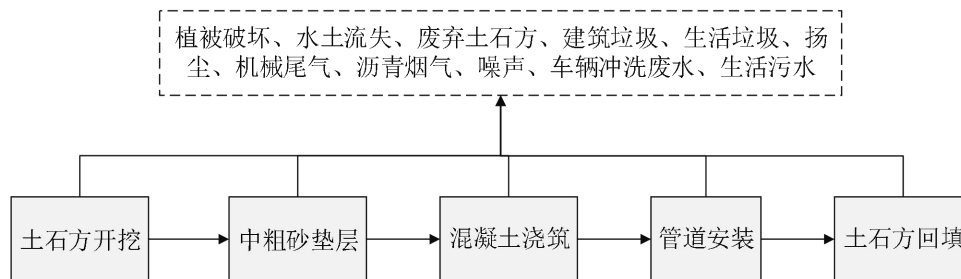 植被破坏、水土流失、废弃土石方、建筑垃圾、生活垃圾、扬
尘、机械尾气、沥青烟气、噪声、车辆冲洗废水、生活污水
土石方开挖
中粗砂垫层
混凝土浇筑
管道安装
土石方回填